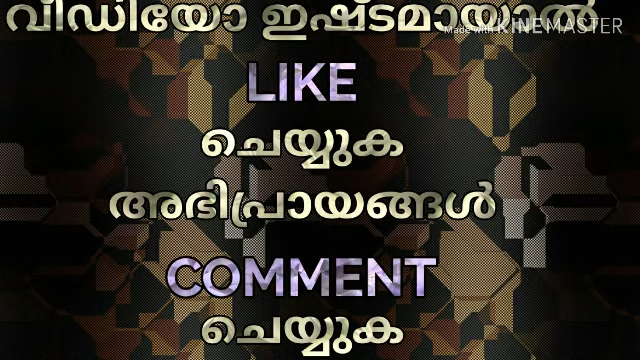 വീഡിയോ ഇഷ്ടമായാൽ
Made with KINEMASTER
LIKE
ചെയ്യുക
അഭിപ്രായങ്ങൾ
COMMENT
ചെയ്യുക